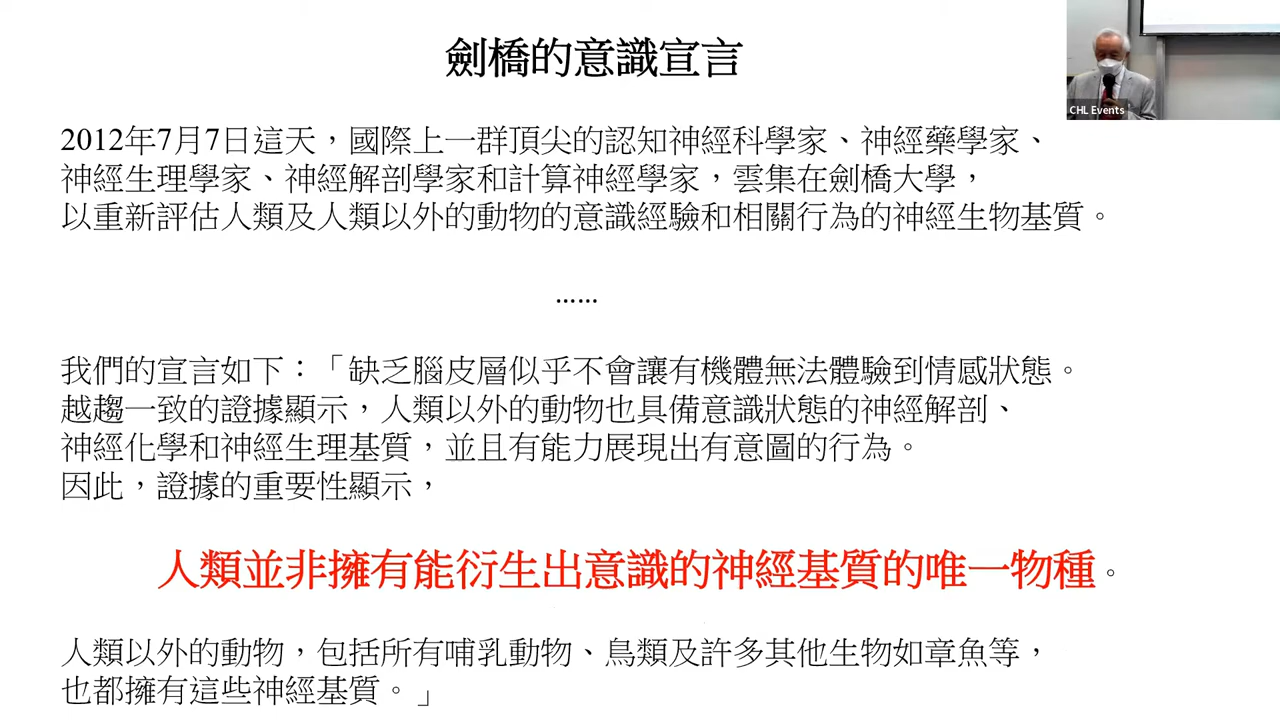 劍橋的意識宣言
CHL Events
2012年7月7日這天，國際上一群頂尖的認知神經科學家、神經藥學家、
神經生理學家、神經解剖學家和計算神經學家，雲集在劍橋大學，
以重新評估人類及人類以外的動物的意識經驗和相關行為的神經生物基質。
……
我們的宣言如下：「缺乏腦皮層似乎不會讓有機體無法體驗到情感狀態。
越趨一致的證據顯示，人類以外的動物也具備意識狀態的神經解剖、
神經化學和神經生理基質，並且有能力展現出有意圖的行為。
因此，證據的重要性顯示，
人類並非擁有能衍生出意識的神經基質的唯一物種。
人類以外的動物，包括所有哺乳動物、鳥類及許多其他生物如章魚等，
也都擁有這些神經基質。」